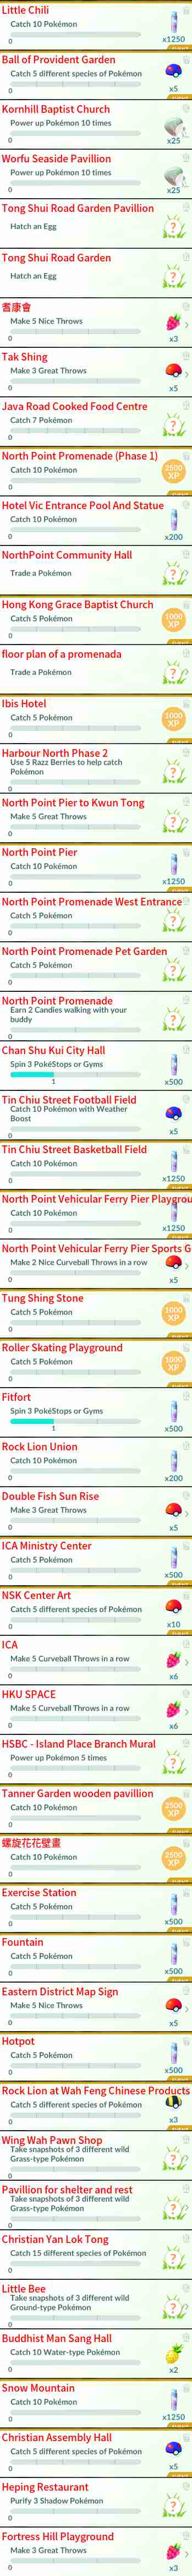 Little Chili
Catch 10 Pokémon
0
x1250
Ball of Provident Garden
Catch 5 different species of Pokémon
0
x5
Kornhill Baptist Church
Power up Pokémon 10 times
0
x25
Worfu Seaside Pavillion
Power up Pokémon 10 times
0
x25
Tong Shui Road Garden Pavillion
Hatch an Egg
?
Tong Shui Road Garden
Hatch an Egg
?
耆康會
Make 5 Nice Throws
0
x3
Tak Shing
Make 3 Great Throws
0
x5
Java Road Cooked Food Centre
Catch 7 Pokémon
0
?
North Point Promenade (Phase 1)
Catch 10 Pokémon
0
2500
XP
Hotel Vic Entrance Pool And Statue
Catch 10 Pokémon
0
x200
NorthPoint Community Hall
Trade a Pokémon
?
Hong Kong Grace Baptist Church
Catch 5 Pokémon
0
1000
XP
floor plan of a promenada
Trade a Pokémon
?
Ibis Hotel
Catch 5 Pokémon
0
1000
XP
Harbour North Phase 2
Use 5 Razz Berries to help catch
Pokémon
0
?
North Point Pier to Kwun Tong
Make 5 Great Throws
0
?
North Point Pier
Catch 10 Pokémon
0
x1250
North Point Promenade West Entrance
Catch 5 Pokémon
0
?
North Point Promenade Pet Garden
Catch 5 Pokémon
0
?
North Point Promenade
Earn 2 Candies walking with your
buddy
0
?
Chan Shu Kui City Hall
Spin 3 PokéStops or Gyms
1
x500
Tin Chiu Street Football Field
Catch 10 Pokémon with Weather
Boost
0
x5
Tin Chiu Street Basketball Field
Catch 10 Pokémon
0
x1250
North Point Vehicular Ferry Pier Playgrou
Catch 10 Pokémon
0
x1250
North Point Vehicular Ferry Pier Sports G
Make 2 Nice Curveball Throws in a row
0
x5
Tung Shing Stone
Catch 5 Pokémon
0
1000
XP
Roller Skating Playground
Catch 5 Pokémon
0
1000
XP
Fitfort
Spin 3 PokéStops or Gyms
1
x500
Rock Lion Union
Catch 10 Pokémon
0
x200
Double Fish Sun Rise
Make 3 Great Throws
0
x5
ICA Ministry Center
Catch 5 Pokémon
0
x500
NSK Center Art
Catch 5 different species of Pokémon
0
x10
ICA
Make 5 Curveball Throws in a row
0
x6
HKU SPACE
Make 5 Curveball Throws in a row
0
x6
HSBC - Island Place Branch Mural
Power up Pokémon 5 times
0
?
Tanner Garden wooden pavillion
Catch 10 Pokémon
0
2500
XP
螺旋花花壁畫
Catch 10 Pokémon
0
2500
XP
Exercise Station
Catch 5 Pokémon
0
x500
Fountain
Catch 5 Pokémon
0
x500
Eastern District Map Sign
Make 5 Nice Throws
0
x5
Hotpot
Catch 5 Pokémon
0
x500
Rock Lion at Wah Feng Chinese Products
Catch 5 different species of Pokémon
0
x3
Wing Wah Pawn Shop
Take snapshots of 3 different wild
Grass-type Pokémon
0
?
Pavillion for shelter and rest
Take snapshots of 3 different wild
Grass-type Pokémon
0
?
Christian Yan Lok Tong
Catch 15 different species of Pokémon
0
?
Little Bee
Take snapshots of 3 different wild
Ground-type Pokémon
0
?
Buddhist Man Sang Hall
Catch 10 Water-type Pokémon
0
x2
Snow Mountain
Catch 10 Pokémon
0
x1250
Christian Assembly Hall
Catch 5 different species of Pokémon
0
x5
Heping Restaurant
Purify 3 Shadow Pokémon
0
?
Fortress Hill Playground
Make 3 Great Throws
0
x3